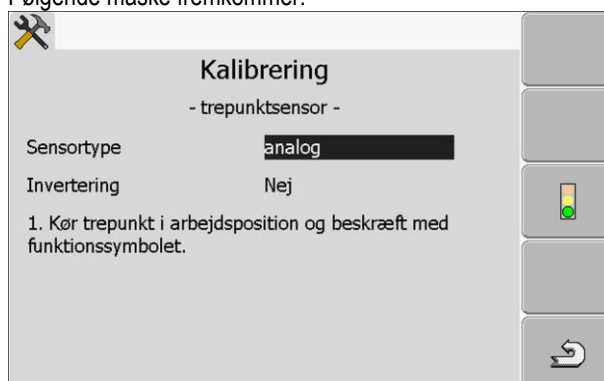 Følgende maske fremkommer:
Kalibrering
- trepunktsensor -
Sensortype analog
Invertering Nej
1. Kør trepunkt i arbejdsposition og beskræft med
funktionssymbolet.